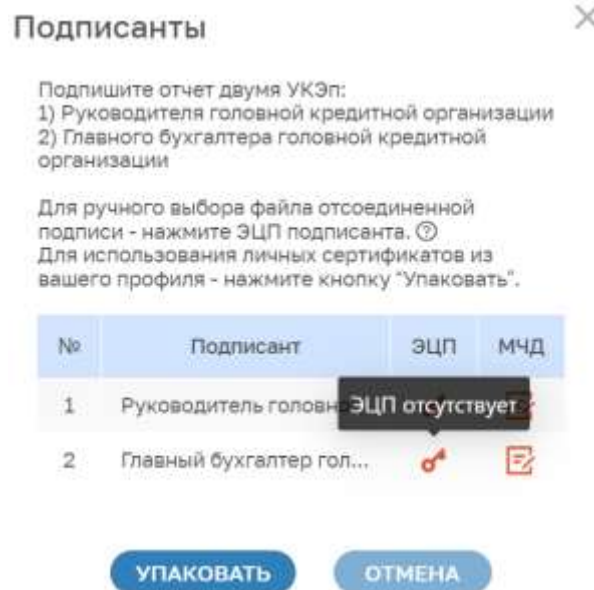 Подписанты
Подпишите отчет двумя УКЭп:
1) Руководителя головной кредитной организации
2) Главного бухгалтера головной кредитной
организации
Для ручного выбора файла отсоединенной
подписи - нажмите ЭЦП подписанта. ?
Для использования личных сертификатов из
вашего профиля - нажмите кнопку "Упаковать".
№ Подписант ЭЦП МЧД
1 Руководитель головн ЭЦП отсутствует
2 Главный бухгалтер гол...
УПАКОВАТЬ ОТМЕНА